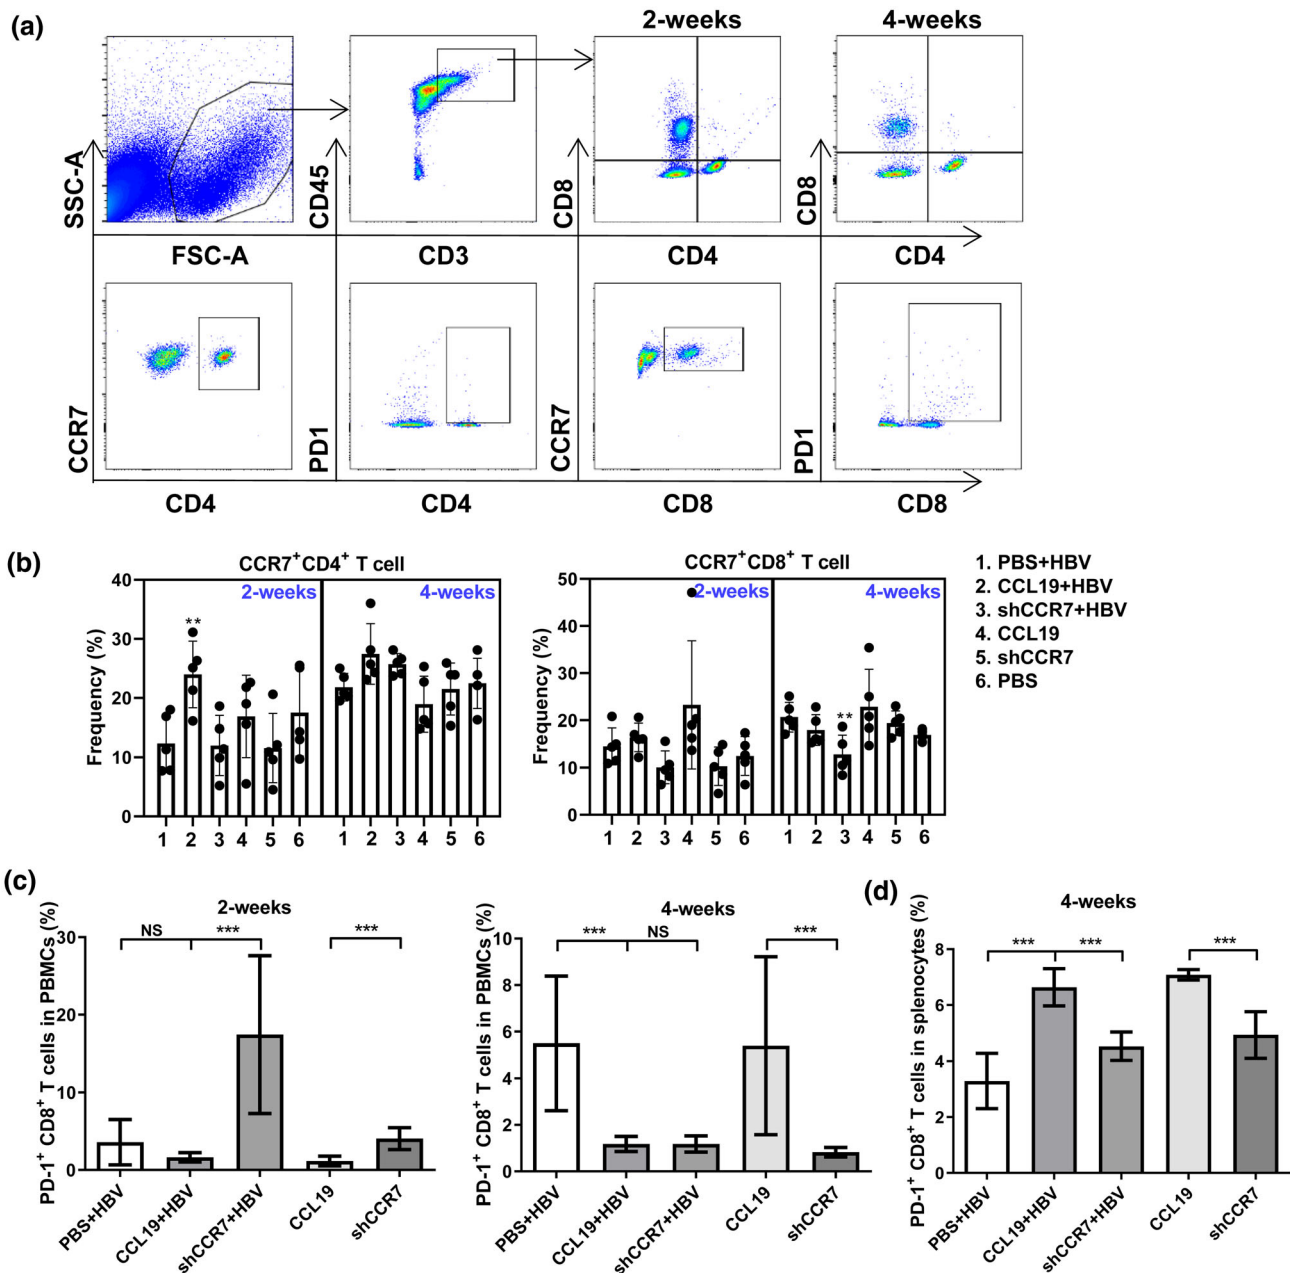 (a)
2-weeks
4-weeks
SSC-A
CD45
CD8
CD8
FSC-A
CD3
CD4
CD4
CCR7
PD1
CCR7
PD1
CD4
CD4
CD8
CD8
(b)
CCR7+CD4+ T cell
2-weeks
4-weeks
Frequency (%)
40
30
20
10
0
**
1 2 3 4 5 6 1 2 3 4 5 6
CCR7+CD8+ T cell
2-weeks
4-weeks
Frequency (%)
50
40
30
20
10
0
**
1 2 3 4 5 6 1 2 3 4 5 6
1. PBS+HBV
2. CCL19+HBV
3. shCCR7+HBV
4. CCL19
5. shCCR7
6. PBS
(c)
2-weeks
PD-1+ CD8+ T cells in PBMCs (%)
30
20
10
0
NS
***
***
PBS+HBV
CCL19+HBV
shCCR7+HBV
CCL19
shCCR7
4-weeks
PD-1+ CD8+ T cells in PBMCs (%)
10
8
6
4
2
0
***
NS
***
PBS+HBV
CCL19+HBV
shCCR7+HBV
CCL19
shCCR7
(d)
4-weeks
PD-1+ CD8+ T cells in splenocytes (%)
8
6
4
2
0
***
***
***
PBS+HBV
CCL19+HBV
shCCR7+HBV
CCL19
shCCR7